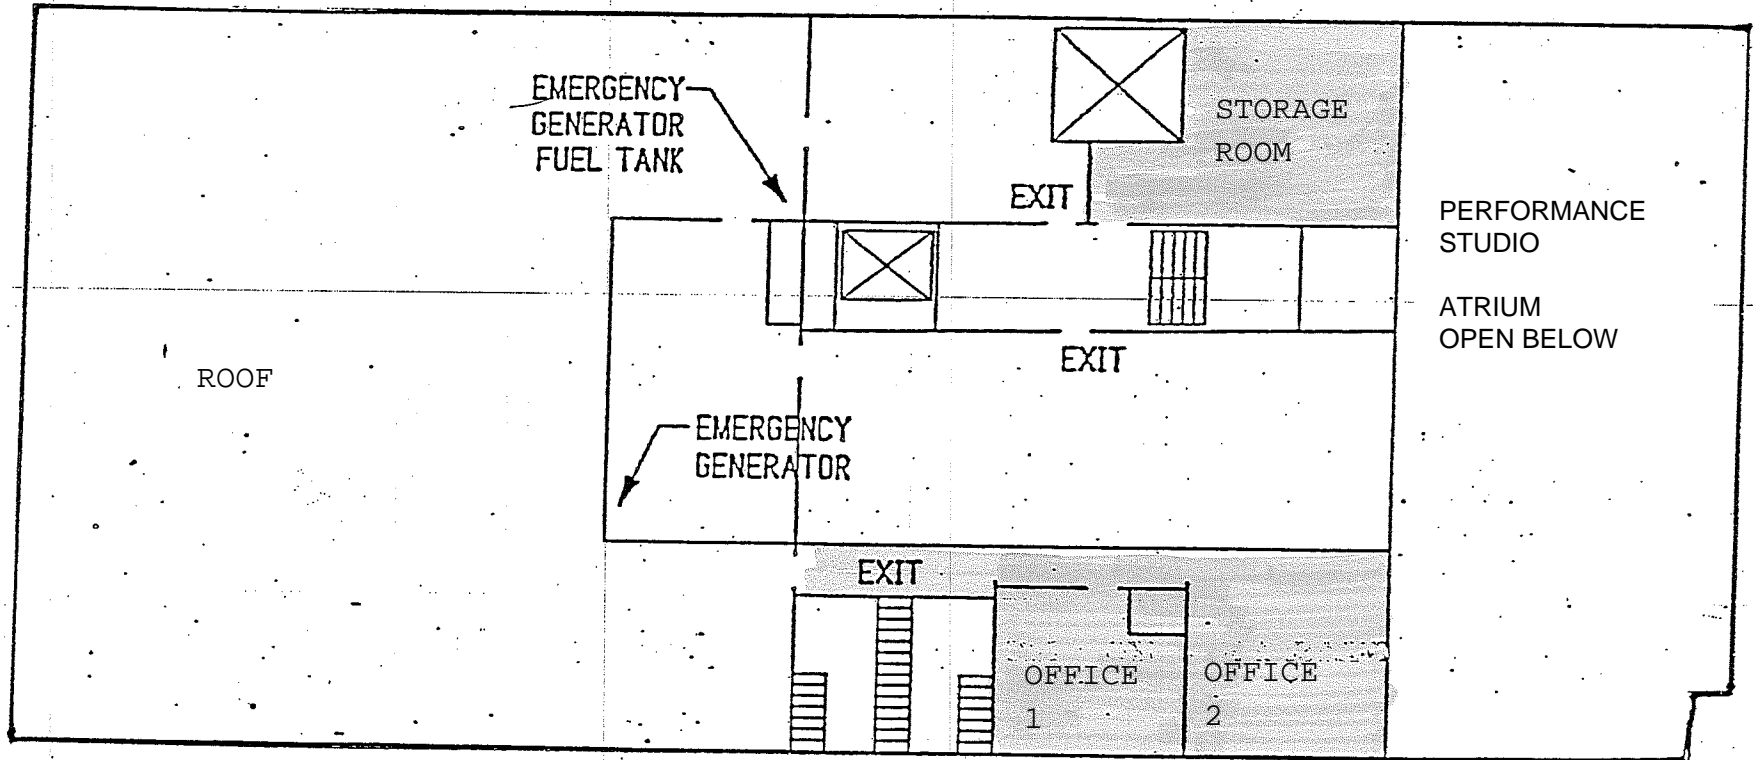 EMERGENCY
GENERATOR
FUEL TANK
STORAGE
ROOM
EXIT
PERFORMANCE
STUDIO
ATRIUM
OPEN BELOW
EXIT
ROOF
EMERGENCY
GENERATOR
EXIT
OFFICE
1
OFFICE
2